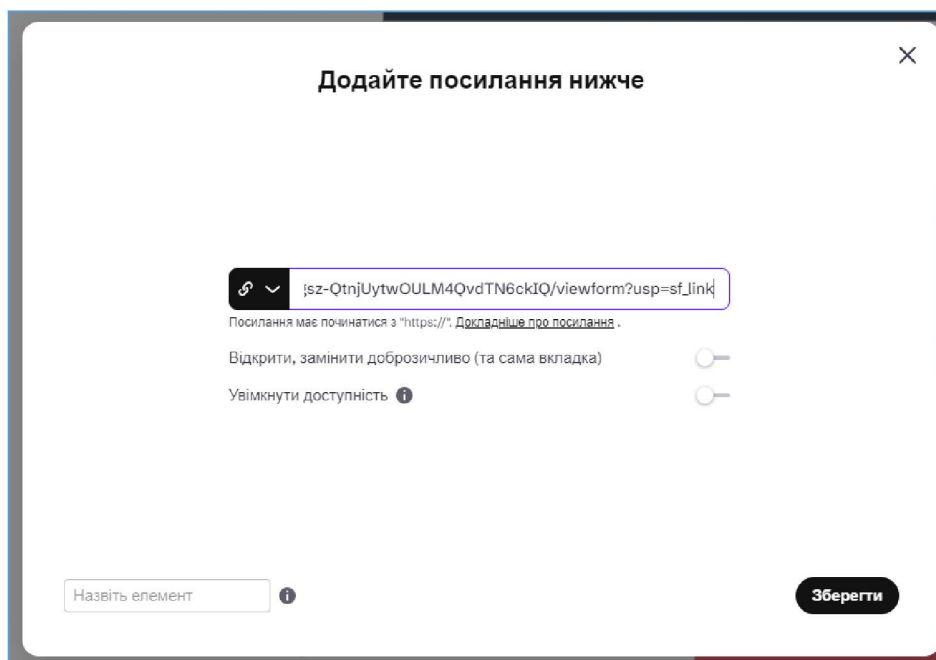 Додайте посилання нижче
sz-QtnjUytwOULM4QvdTN6ckIQ/viewform?usp=sf_link
Посилання має починатися з "https://". Докладніше про посилання .
Відкрити, замінити доброзичливо (та сама вкладка)
Увімкнути доступність
Назвіть елемент
Зберегти